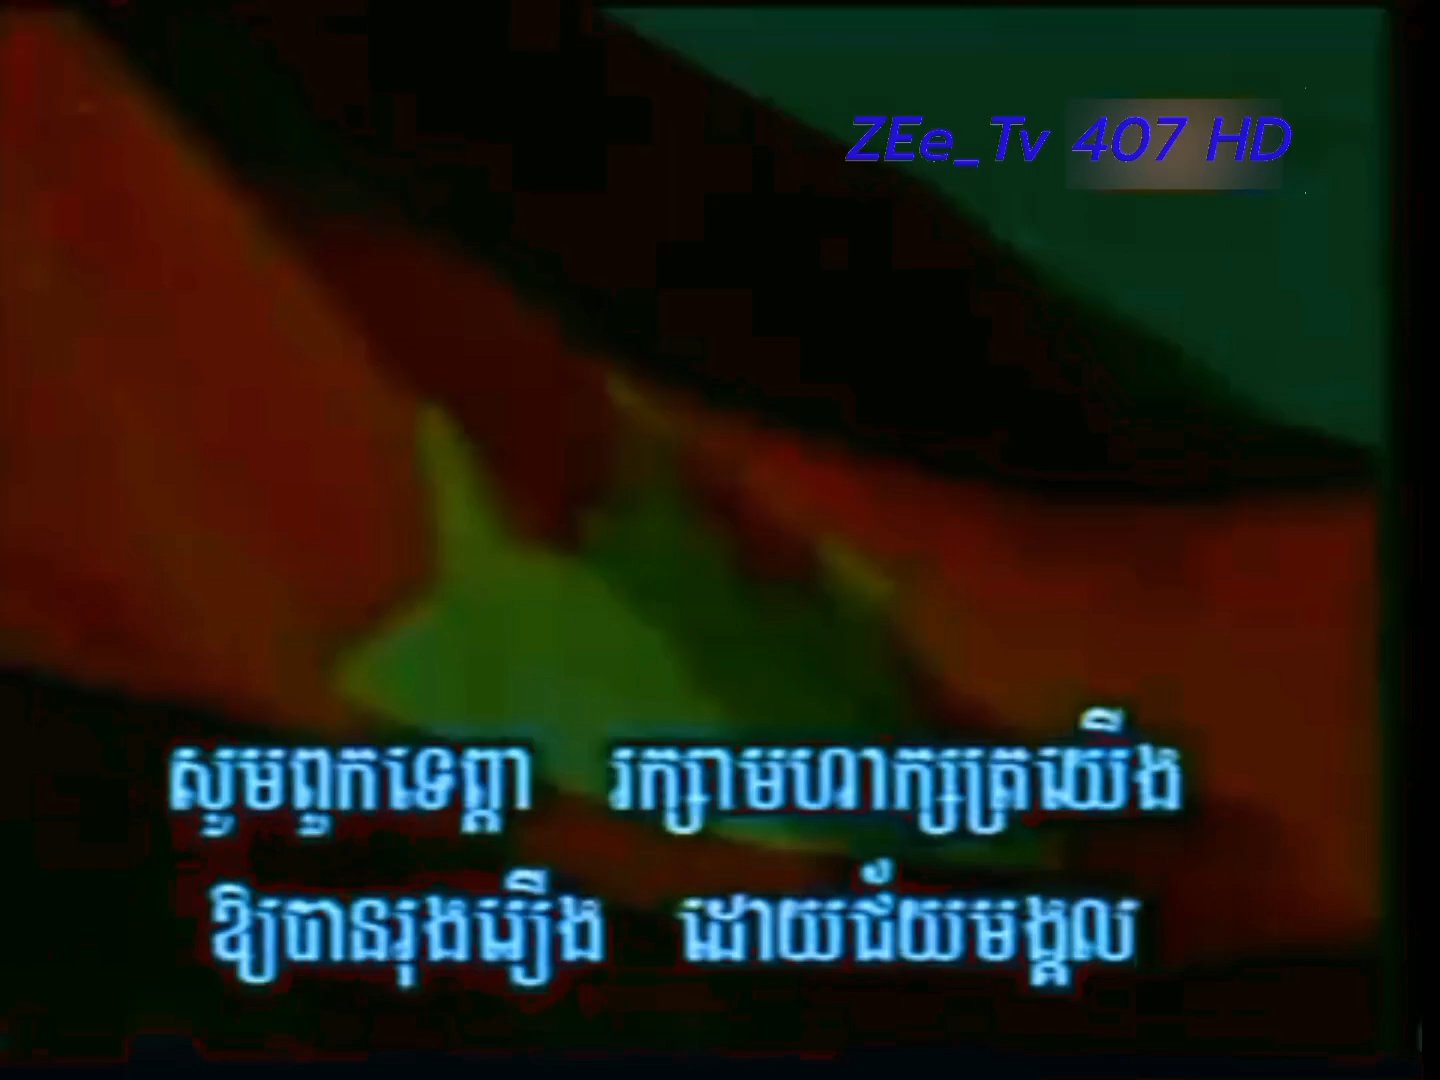 ZEe_Tv 407 HD
សូមពួកទេព្តា រក្សាមហាក្សត្រយើង
ឱ្យបានរុងរឿង ដោយជ័យមង្គល